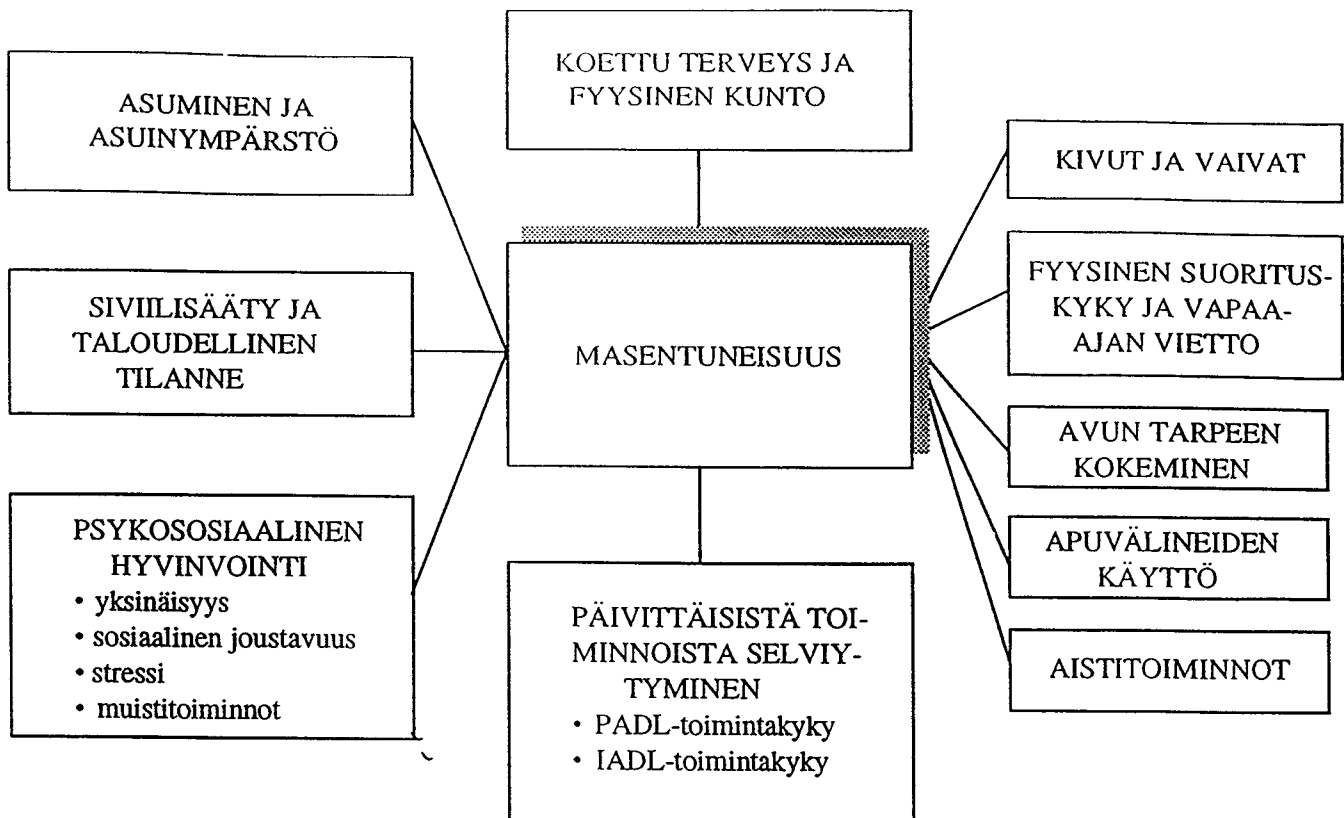 KOETTU TERVEYS JA
FYYSINEN KUNTO
ASUMINEN JA
ASUINYMPÄRSTÖ
SIVIILISÄÄTY JA
TALOUDELLINEN
TILANNE
PSYKOSOSIAALINEN
HYVINVOINTI
• yksinäisyys
• sosiaalinen joustavuus
• stressi
• muistitoiminnot
MASENTUNEISUUS
PÄIVITTÄISISTÄ TOI-
MINNOISTA SELVIY-
TYMINEN
• PADL-toimintakyky
• IADL-toimintakyky
KIVUT JA VAIVAT
FYYSINEN SUORITUS-
KYKY JA VAPAA-
AJAN VIETTO
AVUN TARPEEN
KOKEMINEN
APUVÄLINEIDEN
KÄYTTÖ
AISTITOIMINNOT